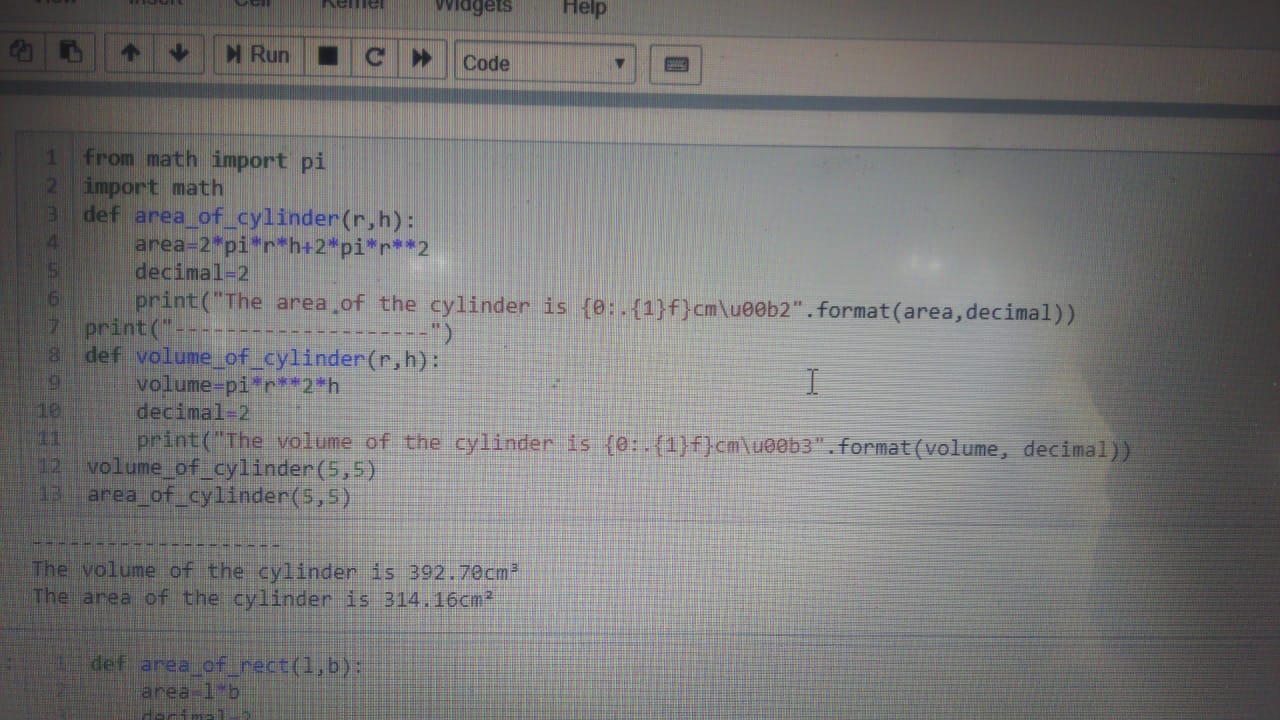 Insert Cell Kernel Widgets Help
Run Code
1 from math import pi
2 import math
3 def area_of_cylinder(r,h):
4 area=2*pi*r*h+2*pi*r**2
5 decimal=2
6 print("The area of the cylinder is {0:.{1}f}cm\u00b2".format(area,decimal))
7 print("--------------------")
8 def volume_of_cylinder(r,h):
9 volume=pi*r**2*h
10 decimal=2
11 print("The volume of the cylinder is {0:.{1}f}cm\u00b3".format(volume, decimal))
12 volume_of_cylinder(5,5)
13 area_of_cylinder(5,5)
--------------------
The volume of the cylinder is 392.70cm³
The area of the cylinder is 314.16cm²
1 def area_of_rect(l,b):
2 area=l*b
decimal=2